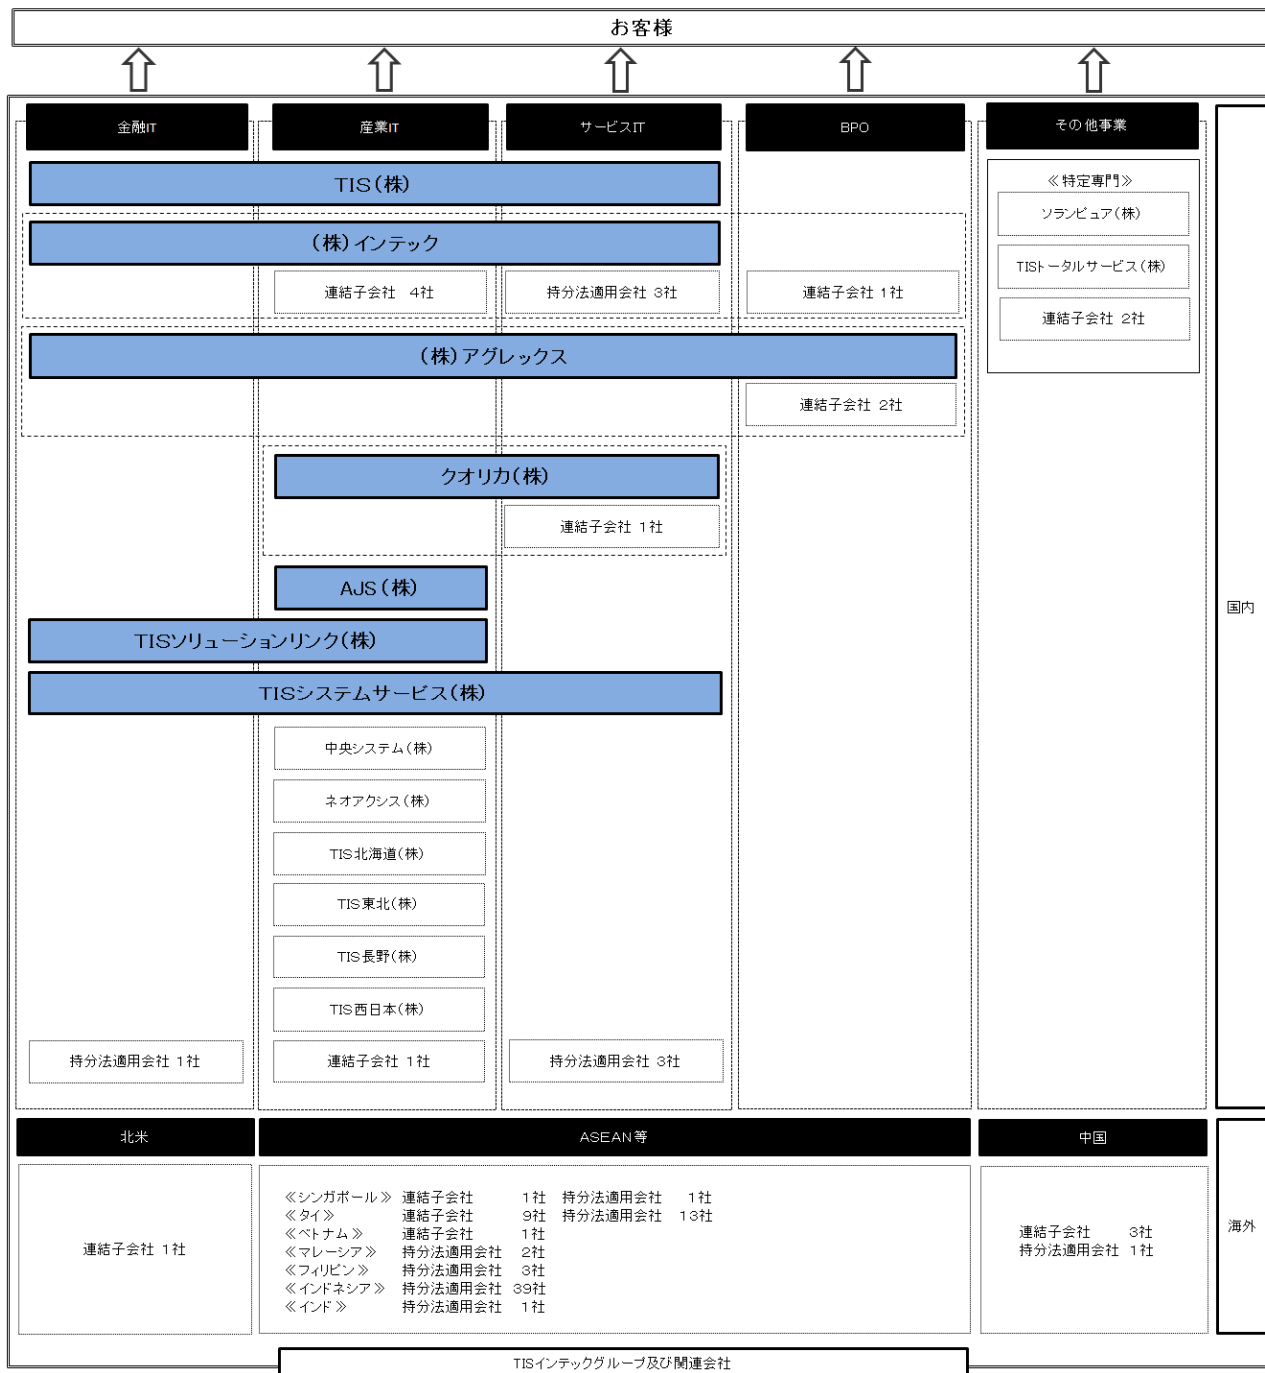 お客様
金融IT
産業IT
サービスIT
BPO
その他事業
TIS(株)
≪特定専門≫
ソランピュア(株)
(株)インテック
TISトータルサービス(株)
連結子会社 4社
持分法適用会社 3社
連結子会社 1社
連結子会社 2社
(株)アグレックス
連結子会社 2社
クオリカ(株)
連結子会社 1社
AJS(株)
国内
TISソリューションリンク(株)
TISシステムサービス(株)
中央システム(株)
ネオアクシス(株)
TIS北海道(株)
TIS東北(株)
TIS長野(株)
TIS西日本(株)
持分法適用会社 1社
連結子会社 1社
持分法適用会社 3社
北米
ASEAN等
中国
連結子会社 1社
≪シンガポール≫ 連結子会社 1社 持分法適用会社 1社
≪タイ≫ 連結子会社 9社 持分法適用会社 13社
≪ベトナム≫ 連結子会社 1社
≪マレーシア≫ 持分法適用会社 2社
≪フィリピン≫ 持分法適用会社 3社
≪インドネシア≫ 持分法適用会社 39社
≪インド≫ 持分法適用会社 1社
連結子会社 3社
持分法適用会社 1社
海外
TISインテックグループ及び関連会社